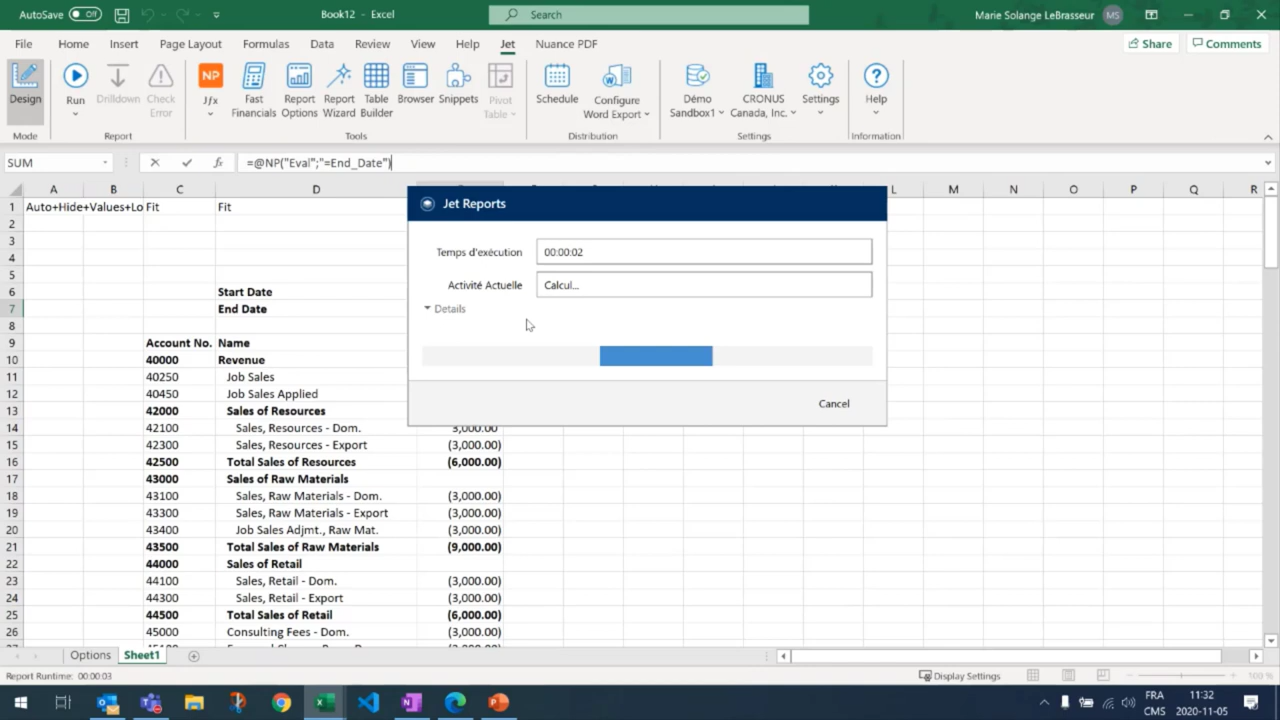 AutoSave Off Book12 - Excel Search Marie Solange LeBrasseur MS
File Home Insert Page Layout Formulas Data Review View Help Jet Nuance PDF Share Comments
NP
Design Run Drilldown Check Error Jfx Fast Financials Report Options Report Wizard Table Builder Browser Snippets Pivot Table Schedule Configure Word Export Démo Sandbox1 CRONUS Canada, Inc. Settings Help
Mode Report Tools Distribution Settings Information
SUM fx =@NP("Eval";"=End_Date")
A B C D L M N O P Q R
1 Auto+Hide+Values+Lo Fit Fit
2
3
4
5
6 Start Date
7 End Date
8
9 Account No. Name
10 40000 Revenue
11 40250 Job Sales
12 40450 Job Sales Applied
13 42000 Sales of Resources
14 42100 Sales, Resources - Dom. 3,000.00)
15 42300 Sales, Resources - Export (3,000.00)
16 42500 Total Sales of Resources (6,000.00)
17 43000 Sales of Raw Materials
18 43100 Sales, Raw Materials - Dom. (3,000.00)
19 43300 Sales, Raw Materials - Export (3,000.00)
20 43400 Job Sales Adjmt., Raw Mat. (3,000.00)
21 43500 Total Sales of Raw Materials (9,000.00)
22 44000 Sales of Retail
23 44100 Sales, Retail - Dom. (3,000.00)
24 44300 Sales, Retail - Export (3,000.00)
25 44500 Total Sales of Retail (6,000.00)
26 45000 Consulting Fees - Dom. (3,000.00)
Jet Reports
Temps d'exécution 00:00:02
Activité Actuelle Calcul...
Details
Cancel
Options Sheet1
Report Runtime: 00:00:03 Display Settings 100 %
FRA 11:32
CMS 2020-11-05